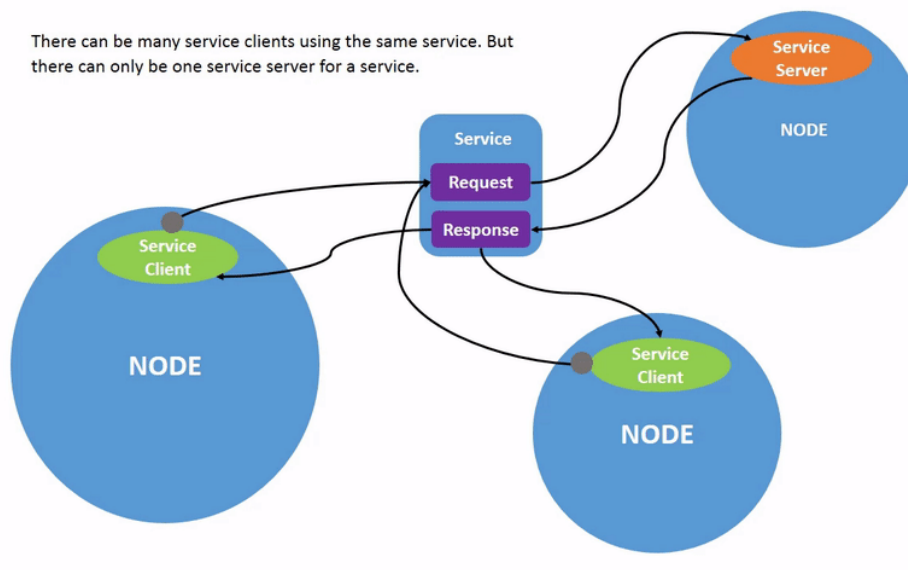 There can be many service clients using the same service. But
there can only be one service server for a service.
Service
Server
NODE
Service
Request
Response
Service
Client
NODE
Service
Client
NODE